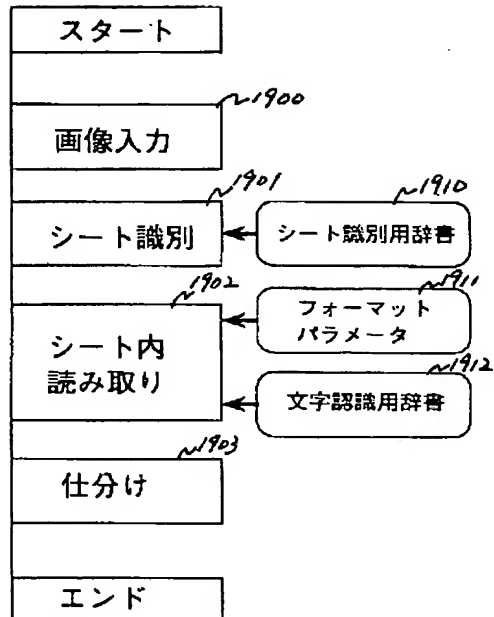 スタート
1900
画像入力
1901
1910
シート識別
シート識別用辞書
1902
1911
フォーマット
パラメータ
シート内
読み取り
1912
文字認識用辞書
1903
仕分け
エンド